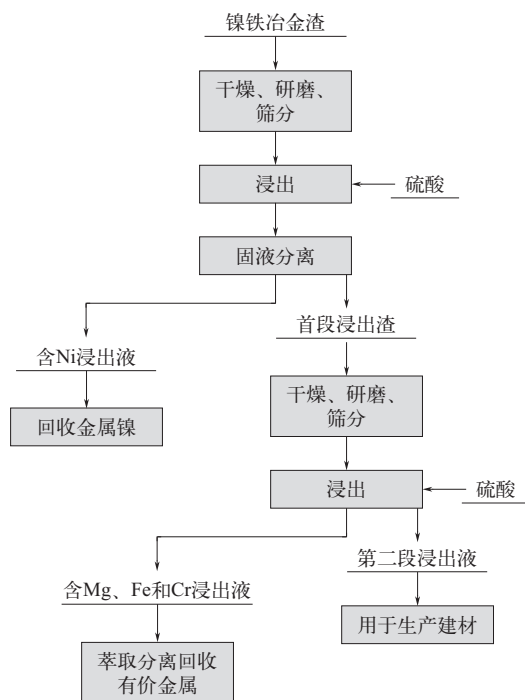 镍铁冶金渣
干燥、研磨、
筛分
浸出
硫酸
固液分离
首段浸出渣
含Ni浸出液
干燥、研磨、
筛分
回收金属镍
浸出
硫酸
第二段浸出液
含Mg、Fe和Cr浸出液
用于生产建材
萃取分离回收
有价金属